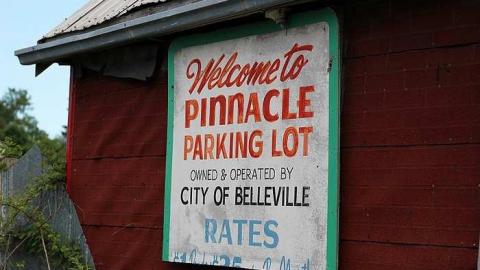 Welcome to
PINNACLE
PARKING LOT
OWNED & OPERATED BY
CITY OF BELLEVILLE
RATES